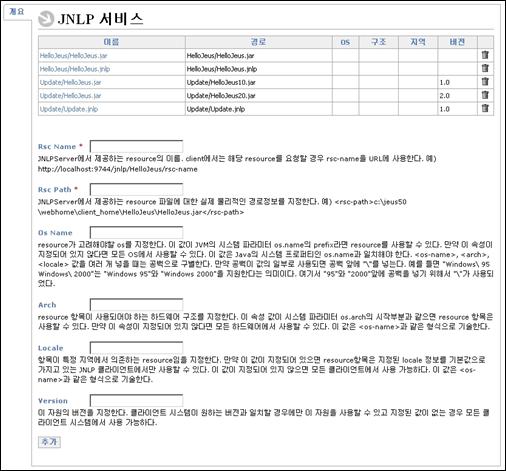 개요
JNLP 서비스
이름 경로 OS 구조 지역 버전
HelloJeus/HelloJeus.jar HelloJeus/HelloJeus.jar
HelloJeus/HelloJeus.jnlp HelloJeus/HelloJeus.jnlp
Update/HelloJeus.jar Update/HelloJeus10.jar 1.0
Update/HelloJeus.jar Update/HelloJeus20.jar 2.0
Update/Update.jnlp Update/Update.jnlp 1.0
Rsc Name *
JNLPServer에서 제공하는 resource의 이름. client에서는 해당 resource를 요청할 경우 rsc-name을 URL에 사용한다. 예)
http://localhost:9744/jnlp/HelloJeus/rsc-name
Rsc Path *
JNLPServer에서 제공하는 resource 파일에 대한 실제 물리적인 경로정보를 지정한다. 예) <rsc-path>c:\jeus50
\webhome\client_home\HelloJeus\HelloJeus.jar</rsc-path>
Os Name
resource가 고려해야할 os를 지정한다. 이 값이 JVM의 시스템 파라미터 os.name의 prefix라면 resource를 사용할 수 있다. 만약 이 속성이
지정되어 있지 않다면 모든 OS에서 사용할 수 있다. 이 값은 Java의 시스템 프로퍼티인 os.name과 일치해야 한다. <os-name>, <arch>,
<locale> 값을 여러 개 넣을 때는 공백으로 구별한다. 만약 공백이 값의 일부로 사용되면 공백 앞에 "\"를 넣는다. 예를 들면 "Windows\ 95
Windows\ 2000"는 "Windows 95"와 "Windows 2000"을 지원한다는 의미이다. 여기서 "95"와 "2000"앞에 공백을 넣기 위해서 "\"가 사용되
었다.
Arch
resource 항목이 사용되어야 하는 하드웨어 구조를 지정한다. 이 속성 값이 시스템 파라미터 os.arch의 시작부분과 같으면 resource 항목은
사용할 수 있다. 만약 이 속성이 지정되어 있지 않다면 모든 하드웨어에서 사용할 수 있다. 이 값은 <os-name>과 같은 형식으로 기술한다.
Locale
항목이 특정 지역에서 의존하는 resource임을 지정한다. 만약 이 값이 지정되어 있으면 resource항목은 지정된 locale 정보를 기본값으로
가지고 있는 JNLP 클라이언트에서만 사용할 수 있다. 이 값이 지정되어 있지 않으면 모든 클라이언트에서 사용 가능하다. 이 값은 <os-
name>과 같은 형식으로 기술한다.
Version
이 자원의 버전을 지정한다. 클라이언트 시스템이 원하는 버전과 일치할 경우에만 이 자원을 사용할 수 있고 지정된 값이 없는 경우 모든 클
라이언트 시스템에서 사용 가능하다.
추가